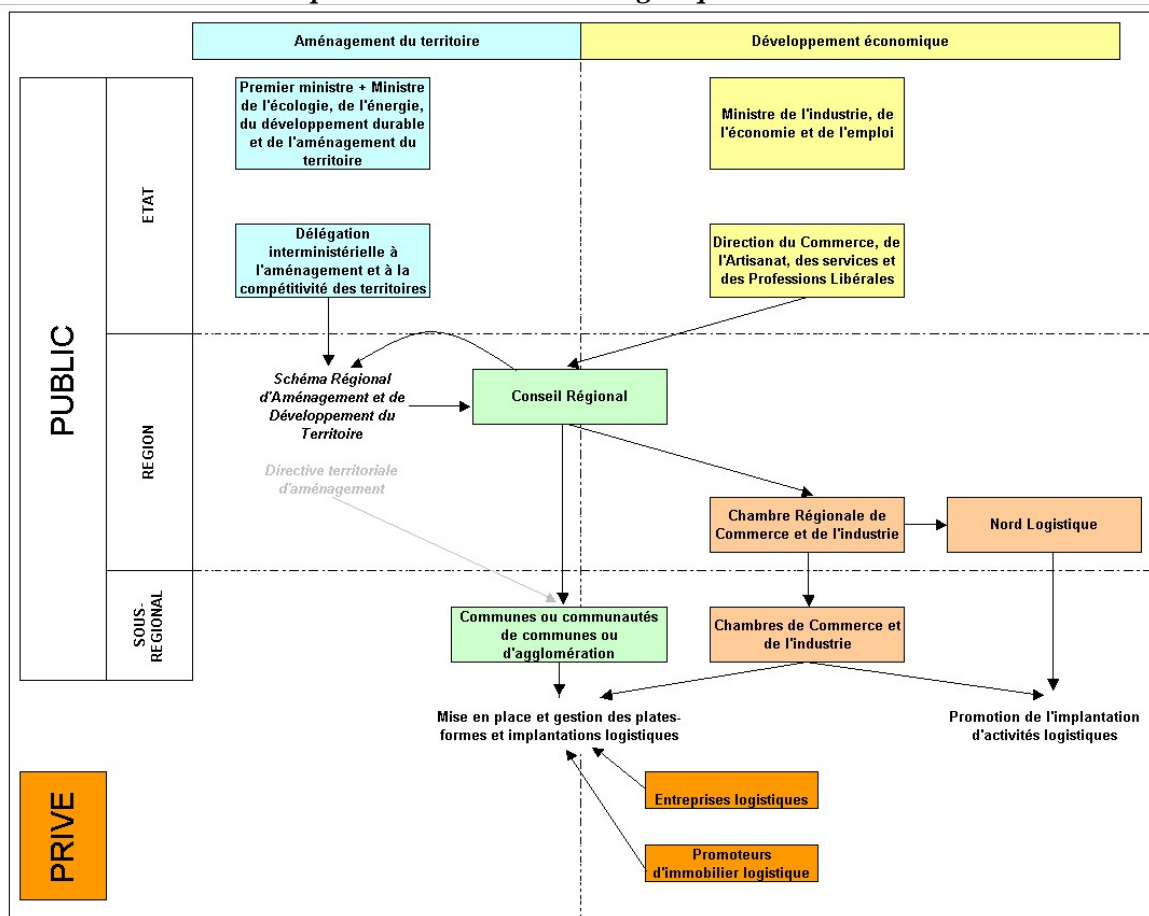 Aménagement du territoire
Développement économique
PUBLIC
ETAT
Premier ministre + Ministre
de l'écologie, de l'énergie,
du développement durable
et de l'aménagement du
territoire
Ministre de l'industrie, de
l'économie et de l'emploi
Délégation
interministérielle à
l'aménagement et à la
compétitivité des territoires
Direction du Commerce, de
l'Artisanat, des services et
des Professions Libérales
REGION
Schéma Régional
d'Aménagement et de
Développement du
Territoire
Conseil Régional
Directive territoriale
d'aménagement
Chambre Régionale de
Commerce et de l'industrie
Nord Logistique
SOUS-
REGIONAL
Communes ou communautés
de communes ou
d'agglomération
Chambres de Commerce et
de l'industrie
Mise en place et gestion des plates-
formes et implantations logistiques
Promotion de l'implantation
d'activités logistiques
PRIVE
Entreprises logistiques
Promoteurs
d'immobilier logistique